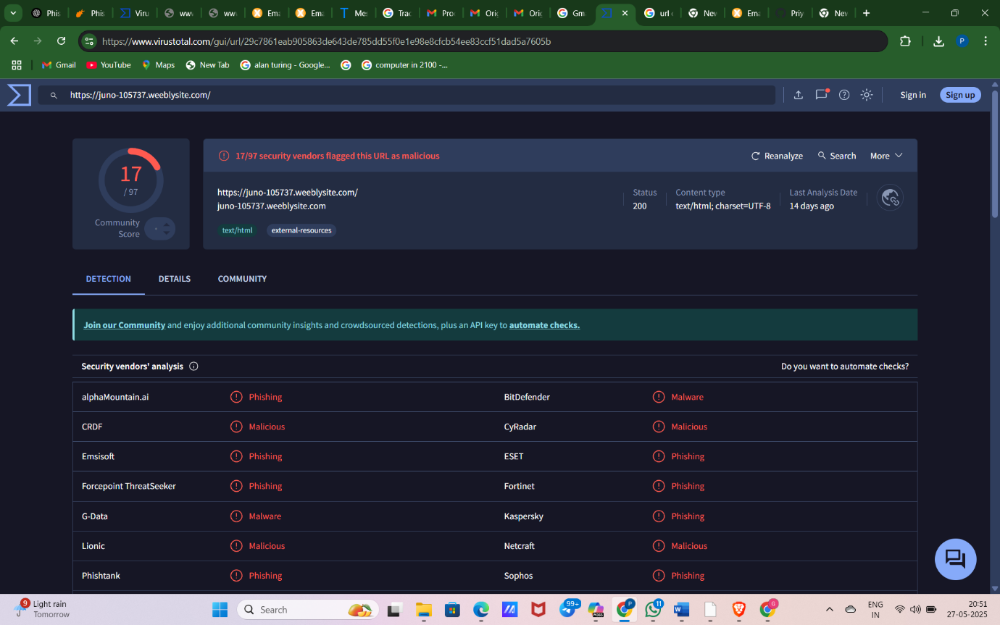 Phis
Phis
Viru
www
www
Ema
Ema
Mes
Trac
Pro
Orig
Orig
Gma
url
New
Ema
Priy
New
https://www.virustotal.com/gui/url/29c7861eab905863de643de785dd55f0e1e98e8cfcb54ee83ccf51dad5a7605b
P
Gmail
YouTube
Maps
New Tab
alan turing - Google...
computer in 2100 -...
https://juno-105737.weeblysite.com/
Sign in
Sign up
17
/ 97
Community
Score
17/97 security vendors flagged this URL as malicious
Reanalyze
Search
More
https://juno-105737.weeblysite.com/
juno-105737.weeblysite.com
text/html
external-resources
Status
200
Content type
text/html; charset=UTF-8
Last Analysis Date
14 days ago
DETECTION
DETAILS
COMMUNITY
Join our Community and enjoy additional community insights and crowdsourced detections, plus an API key to automate checks.
Security vendors' analysis
Do you want to automate checks?
alphaMountain.ai Phishing BitDefender Malware
CRDF Malicious CyRadar Malicious
Emsisoft Phishing ESET Phishing
Forcepoint ThreatSeeker Phishing Fortinet Phishing
G-Data Malware Kaspersky Phishing
Lionic Malicious Netcraft Malicious
Phishtank Phishing Sophos Phishing
9
Light rain
Tomorrow
Search
99+
M365
P
11
G
ENG
IN
20:51
27-05-2025